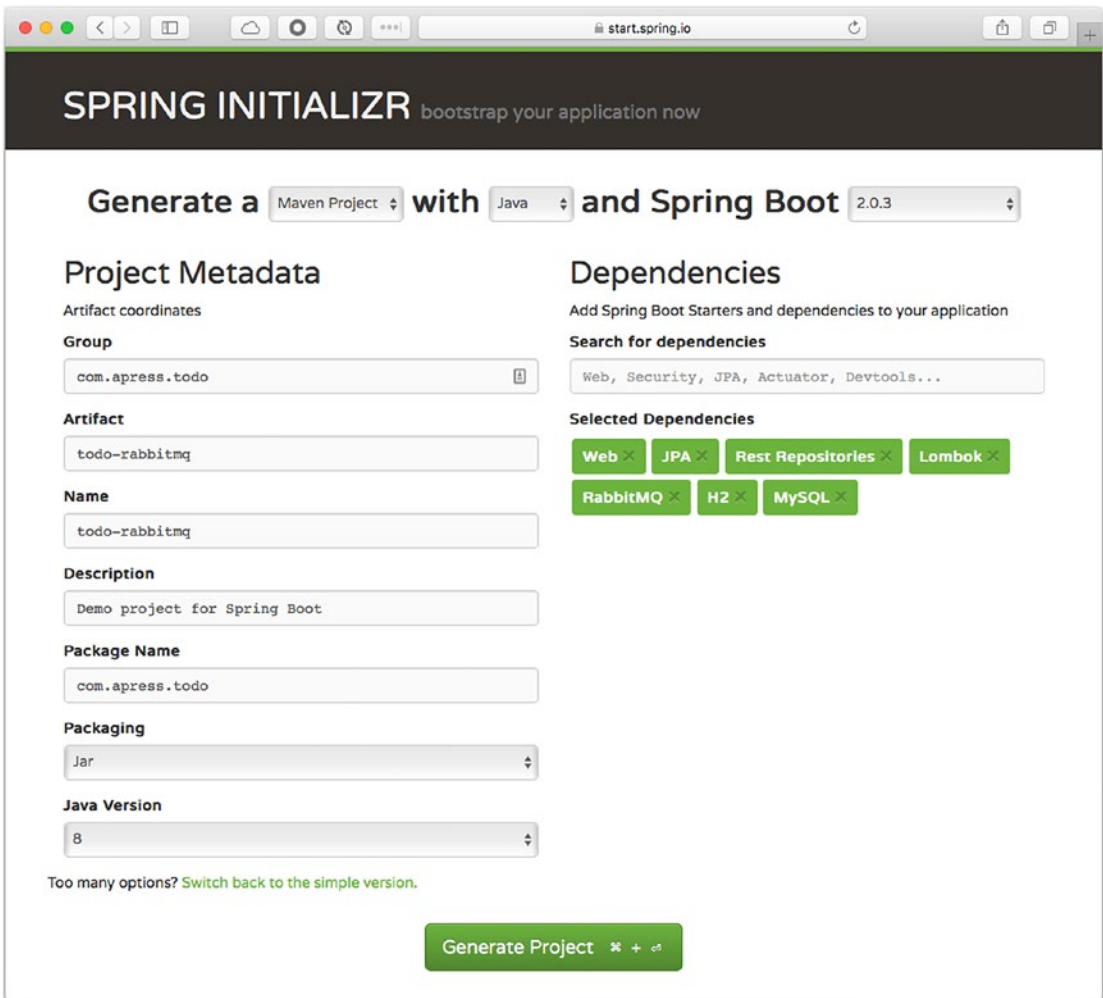 start.spring.io
SPRING INITIALIZR bootstrap your application now
Generate a Maven Project with Java and Spring Boot 2.0.3
Project Metadata
Artifact coordinates
Group
com.apress.todo
Artifact
todo-rabbitmq
Name
todo-rabbitmq
Description
Demo project for Spring Boot
Package Name
com.apress.todo
Packaging
Jar
Java Version
8
Too many options? Switch back to the simple version.
Dependencies
Add Spring Boot Starters and dependencies to your application
Search for dependencies
Web, Security, JPA, Actuator, Devtools...
Selected Dependencies
Web × JPA × Rest Repositories × Lombok ×
RabbitMQ × H2 × MySQL ×
Generate Project ⌘ + ⏎